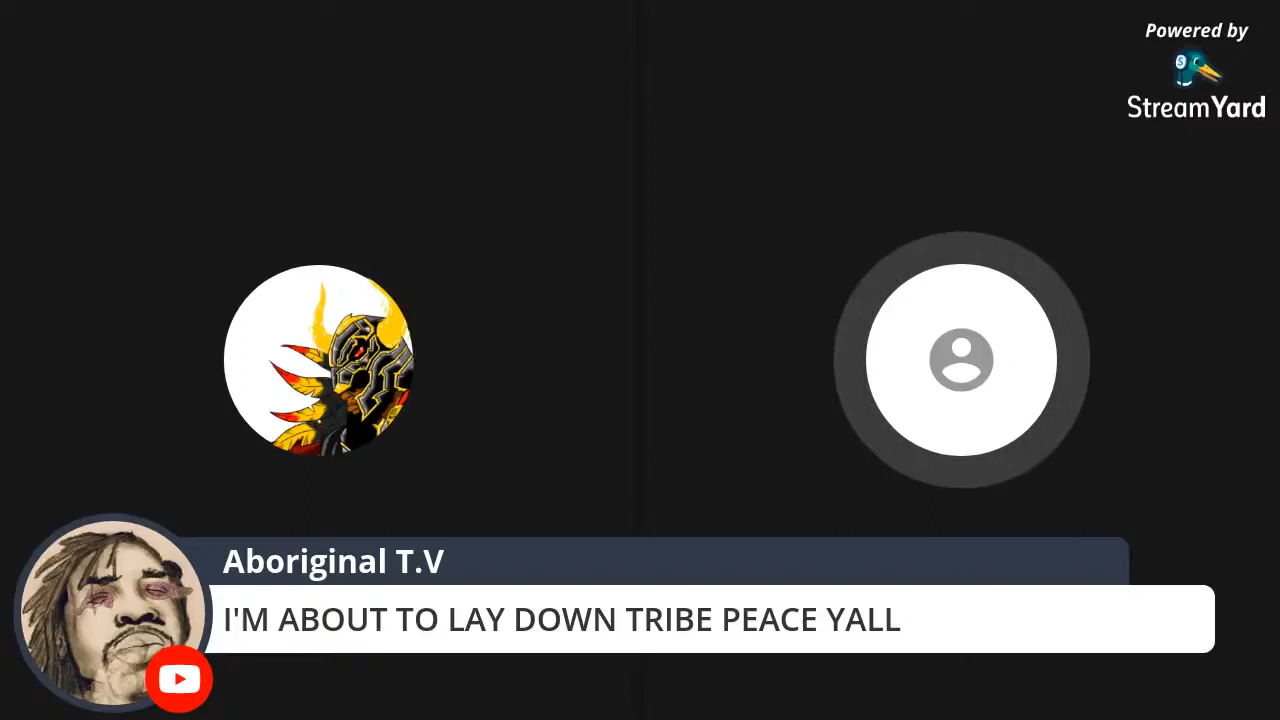 Powered by
S
StreamYard
Aboriginal T.V
I'M ABOUT TO LAY DOWN TRIBE PEACE YALL